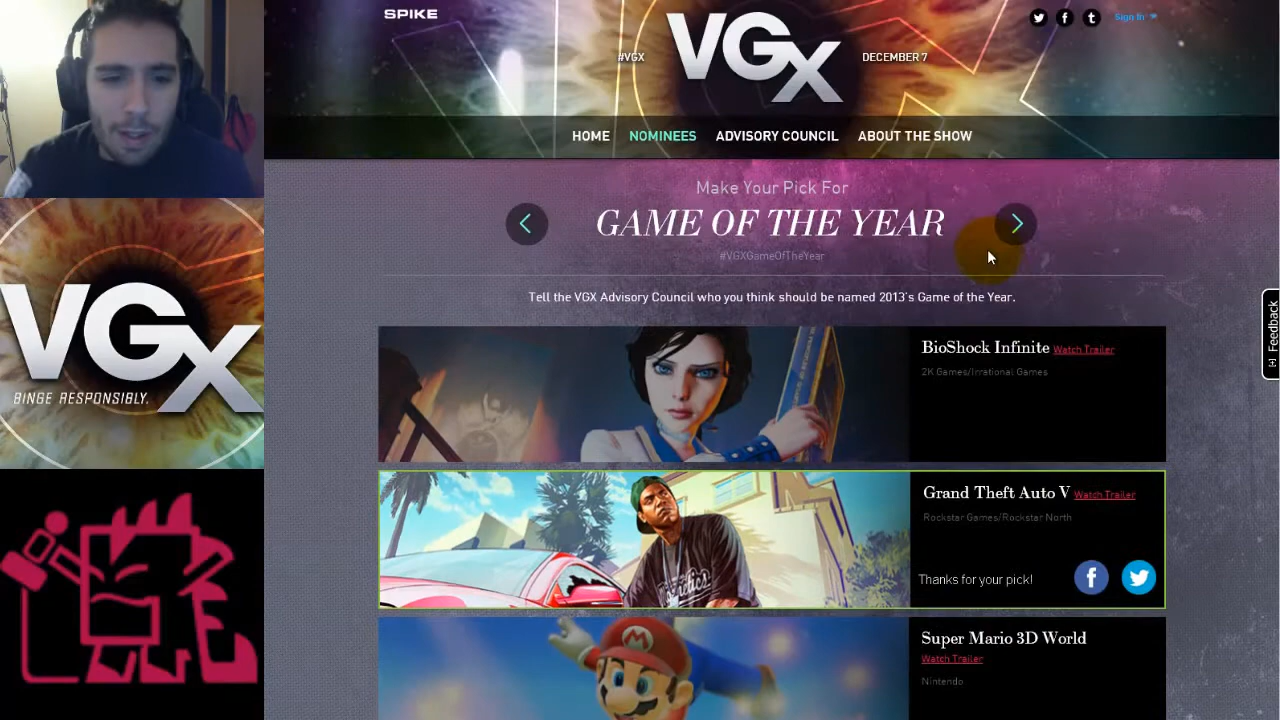 SPIKE
#VGX
VGX
DECEMBER 7
Sign In
HOME NOMINEES ADVISORY COUNCIL ABOUT THE SHOW
Make Your Pick For
GAME OF THE YEAR
#VGXGameOfTheYear
Tell the VGX Advisory Council who you think should be named 2013's Game of the Year.
BioShock Infinite Watch Trailer
2K Games/Irrational Games
Grand Theft Auto V Watch Trailer
Rockstar Games/Rockstar North
Thanks for your pick!
Super Mario 3D World
Watch Trailer
Nintendo
[+] Feedback
VGX
BINGE RESPONSIBLY.